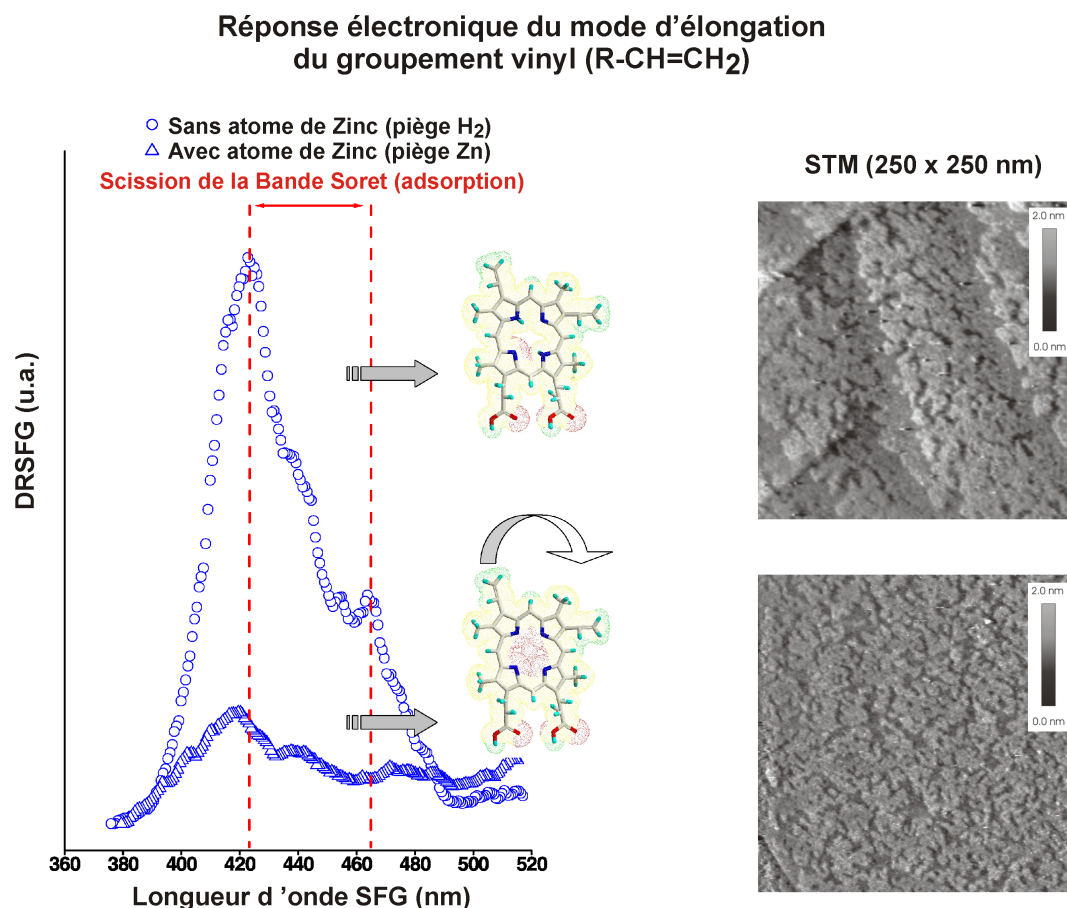 Réponse électronique du mode d’élongation
du groupement vinyl (R-CH=CH2)
Sans atome de Zinc (piège H2)
Avec atome de Zinc (piège Zn)
Scission de la Bande Soret (adsorption)
DRSFG (u.a.)
360 380 400 420 440 460 480 500 520
Longueur d ’onde SFG (nm)
STM (250 x 250 nm)
2.0 nm
0.0 nm
2.0 nm
0.0 nm